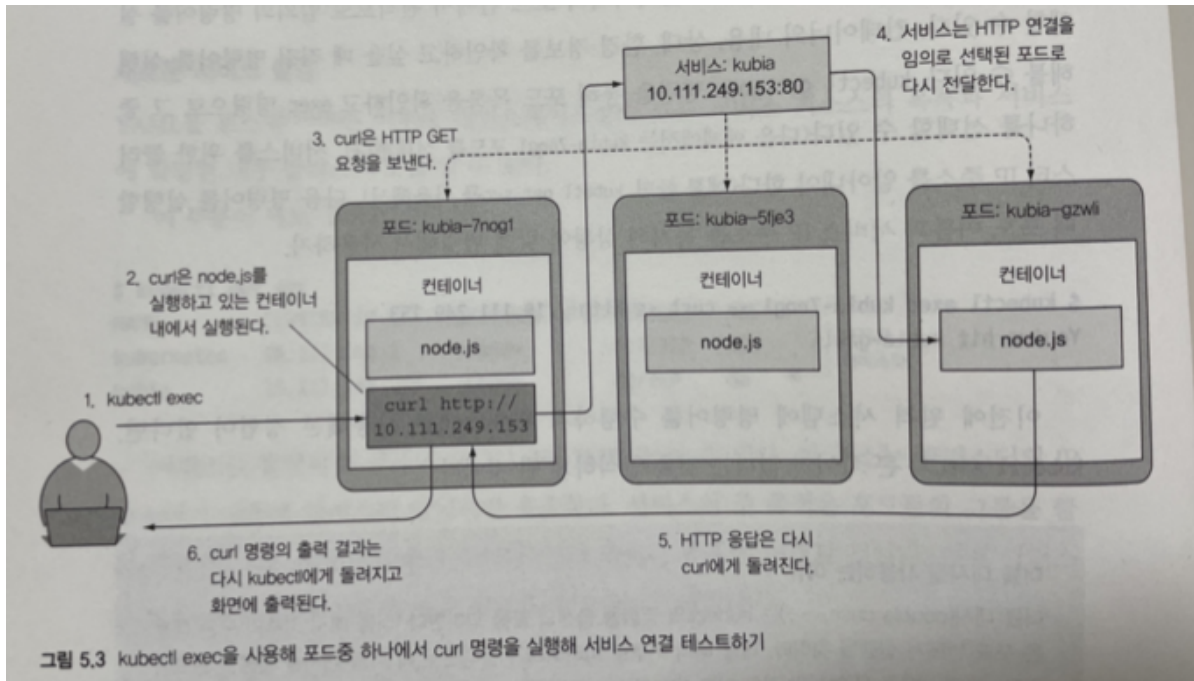 4. 서비스는 HTTP 연결을
임의로 선택된 포드로
다시 전달한다.
서비스: kubia
10.111.249.153:80
3. curl은 HTTP GET
요청을 보낸다.
포드: kubia-7nog1
포드: kubia-5fje3
포드: kubia-gzwli
2. curl은 node.js를
실행하고 있는 컨테이너
내에서 실행된다.
컨테이너
컨테이너
컨테이너
node.js
node.js
node.js
1. kubectl exec
curl http://
10.111.249.153
6. curl 명령의 출력 결과는
다시 kubectl에게 돌려지고
화면에 출력된다.
5. HTTP 응답은 다시
curl에게 돌려진다.
그림 5.3 kubectl exec을 사용해 포드중 하나에서 curl 명령을 실행해 서비스 연결 테스트하기